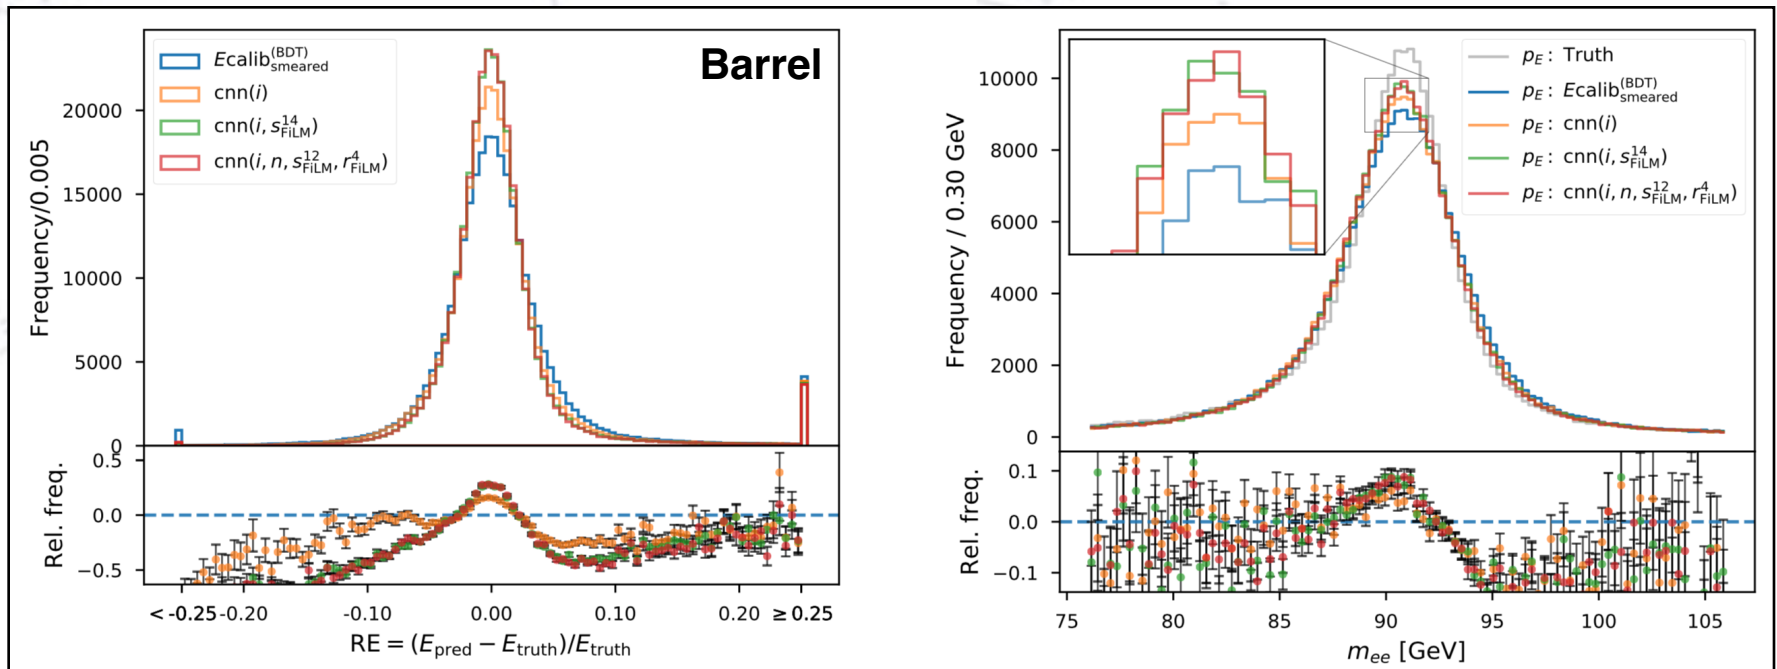 Barrel
Ecalib(BDT)smeared
cnn(i)
cnn(i, s14FiLM)
cnn(i, n, s12FiLM, r4FiLM)
Frequency/0.005
20000
15000
10000
5000
0
Rel. freq.
0.5
0.0
−0.5
< -0.25
-0.20
-0.10
0.00
0.10
0.20
≥ 0.25
RE = (Epred − Etruth)/Etruth
pE : Truth
pE : Ecalib(BDT)smeared
pE : cnn(i)
pE : cnn(i, s14FiLM)
pE : cnn(i, n, s12FiLM, r4FiLM)
Frequency / 0.30 GeV
10000
8000
6000
4000
2000
0
Rel. freq.
0.1
0.0
−0.1
75
80
85
90
95
100
105
mee [GeV]